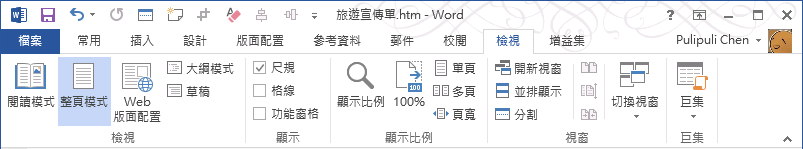 旅遊宣傳單.htm - Word
檔案 常用 插入 設計 版面配置 參考資料 郵件 校閱 檢視 增益集 Pulipuli Chen
閱讀模式
整頁模式
Web
版面配置
大綱模式
草稿
檢視
尺規
格線
功能窗格
顯示
顯示比例
100
100%
單頁
多頁
頁寬
顯示比例
開新視窗
並排顯示
分割
切換視窗
視窗
巨集
巨集